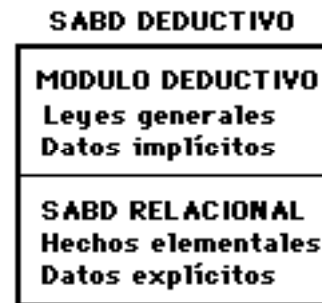 SABD DEDUCTIVO
MODULO DEDUCTIVO
Leyes generales
Datos implícitos
SABD RELACIONAL
Hechos elementales
Datos explícitos